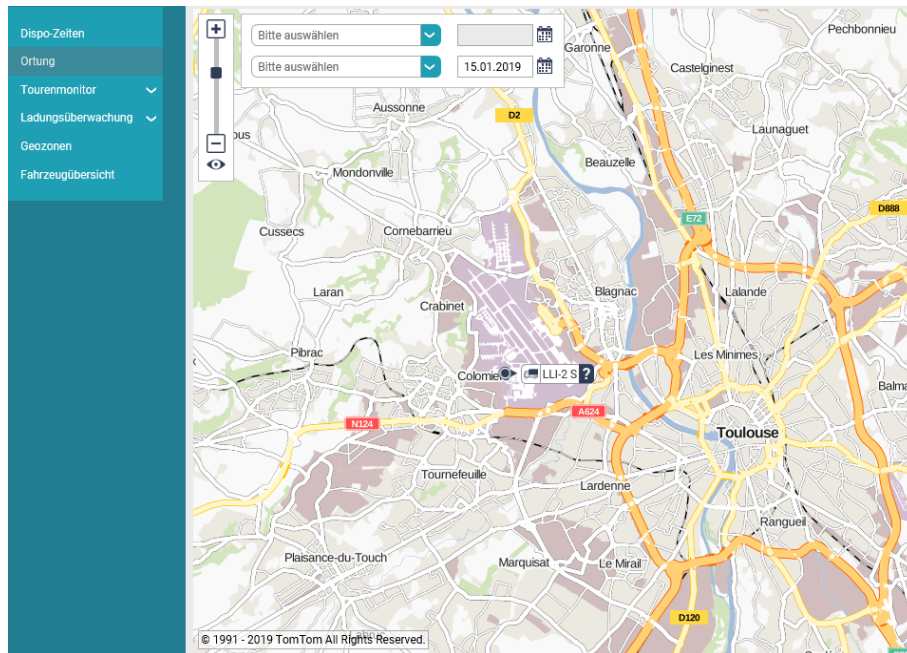 Dispo-Zeiten
Ortung
Tourenmonitor
Ladungsüberwachung
Geozonen
Fahrzeugübersicht
Bitte auswählen
Bitte auswählen
15.01.2019
Garonne
Pechbonnieu
Castelginest
Aussonne
D2
Launaguet
Beauzelle
Mondonville
D888
E72
Cussecs
Cornebarrieu
Laran
Blagnac
Lalande
Crabinet
Pibrac
Les Minimes
Colomiers
LLI-2 S ?
Balma
A624
N124
Toulouse
Tournefeuille
Lardenne
Rangueil
Plaisance-du-Touch
Marquisat
Le Mirail
D120
© 1991 - 2019 TomTom All Rights Reserved.